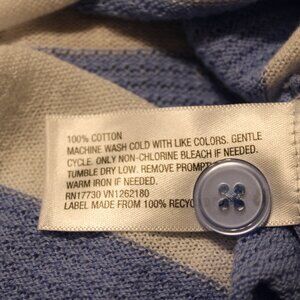 100% COTTON
MACHINE WASH COLD WITH LIKE COLORS. GENTLE
CYCLE. ONLY NON-CHLORINE BLEACH IF NEEDED.
TUMBLE DRY LOW. REMOVE PROMPT
WARM IRON IF NEEDED.
RN17730 VN1262180
LABEL MADE FROM 100% RECYC